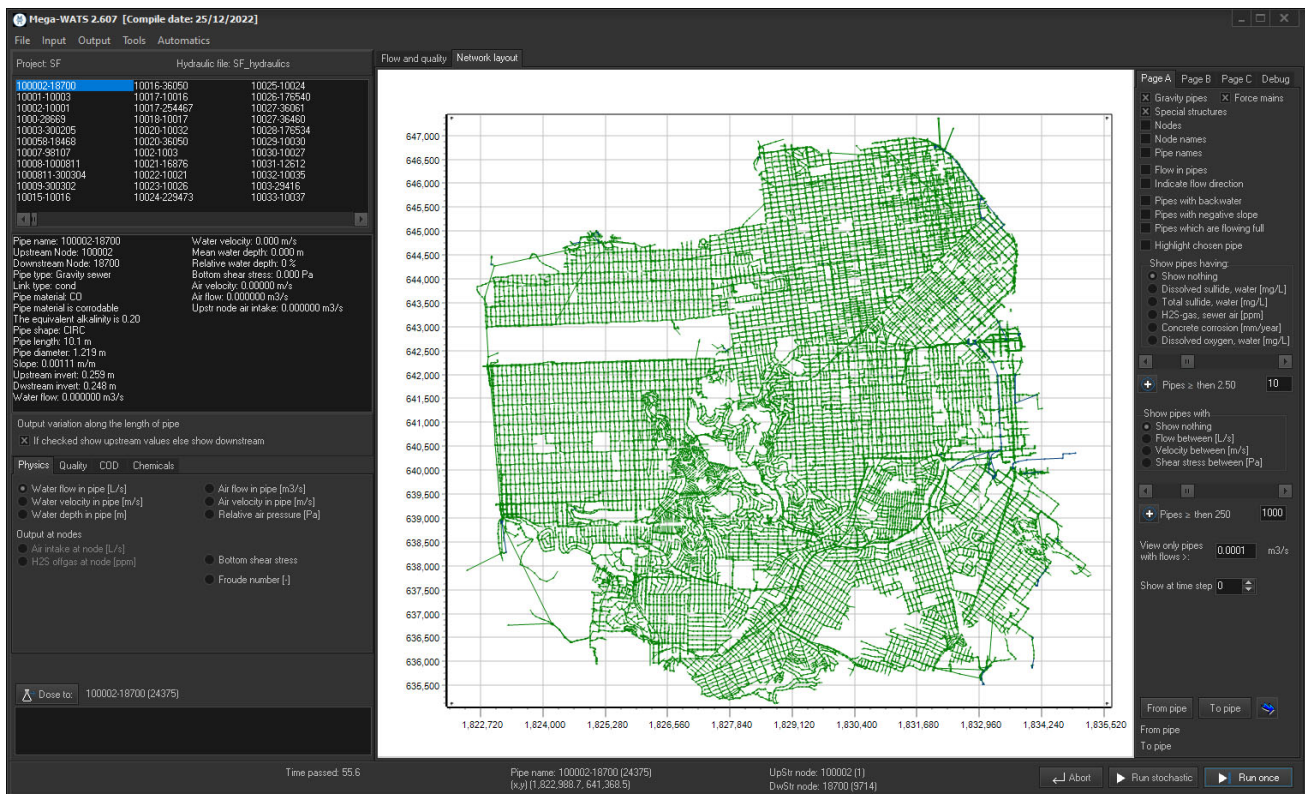 Mega-WATS 2.607 [Compile date: 25/12/2022]
File Input Output Tools Automatics
Project: SF Hydraulic file: SF_hydraulics
100002-18700 10016-36050 10025-10024
10001-10003 10017-10016 10026-176540
10002-10001 10017-254467 10027-36061
1000-28669 10018-10017 10027-36460
10003-300205 10020-10032 10028-176534
100058-18468 10020-36050 10029-10030
10007-98107 1002-1003 10030-10027
10008-1000811 10021-16876 10031-12612
1000811-300304 10022-10021 10032-10035
10009-300302 10023-10026 1003-29416
10015-10016 10024-229473 10033-10037
Pipe name: 100002-18700 Water velocity: 0.000 m/s
Upstream Node: 100002 Mean water depth: 0.000 m
Downstream Node: 18700 Relative water depth: 0 %
Pipe type: Gravity sewer Bottom shear stress: 0.000 Pa
Link type: cond Air velocity: 0.00000 m/s
Pipe material: CO Air flow: 0.000000 m3/s
Pipe material is corrodable Upstr node air intake: 0.000000 m3/s
The equivalent alkalinity is 0.20
Pipe shape: CIRC
Pipe length: 10.1 m
Pipe diameter: 1.219 m
Slope: 0.00111 m/m
Upstream invert: 0.259 m
Dwstream invert: 0.248 m
Water flow: 0.000000 m3/s
Output variation along the length of pipe
If checked show upstream values else show downstream
Physics Quality COD Chemicals
Water flow in pipe [L/s] Air flow in pipe [m3/s]
Water velocity in pipe [m/s] Air velocity in pipe [m/s]
Water depth in pipe [m] Relative air pressure [Pa]
Output at nodes
Air intake at node [L/s] Bottom shear stress
H2S offgas at node [ppm]
Froude number [-]
Dose to: 100002-18700 (24375)
Flow and quality Network layout
647,000
646,500
646,000
645,500
645,000
644,500
644,000
643,500
643,000
642,500
642,000
641,500
641,000
640,500
640,000
639,500
639,000
638,500
638,000
637,500
637,000
636,500
636,000
635,500
1,822,720 1,824,000 1,825,280 1,826,560 1,827,840 1,829,120 1,830,400 1,831,680 1,832,960 1,834,240 1,835,520
Page A Page B Page C Debug
Gravity pipes Force mains
Special structures
Nodes
Node names
Pipe names
Flow in pipes
Indicate flow direction
Pipes with backwater
Pipes with negative slope
Pipes which are flowing full
Highlight chosen pipe
Show pipes having:
Show nothing
Dissolved sulfide, water [mg/L]
Total sulfide, water [mg/L]
H2S-gas, sewer air [ppm]
Concrete corrosion [mm/year]
Dissolved oxygen, water [mg/L]
+ Pipes ≥ then 2.50 10
Show pipes with
Show nothing
Flow between [L/s]
Velocity between [m/s]
Shear stress between [Pa]
+ Pipes ≥ then 250 1000
View only pipes
with flows >: 0.0001 m3/s
Show at time step 0
From pipe To pipe
From pipe
To pipe
Time passed: 55.6 Pipe name: 100002-18700 (24375) UpStr node: 100002 (1) Abort Run stochastic Run once
(x,y) (1,822,988.7, 641,368.5) DwStr node: 18700 (9714)